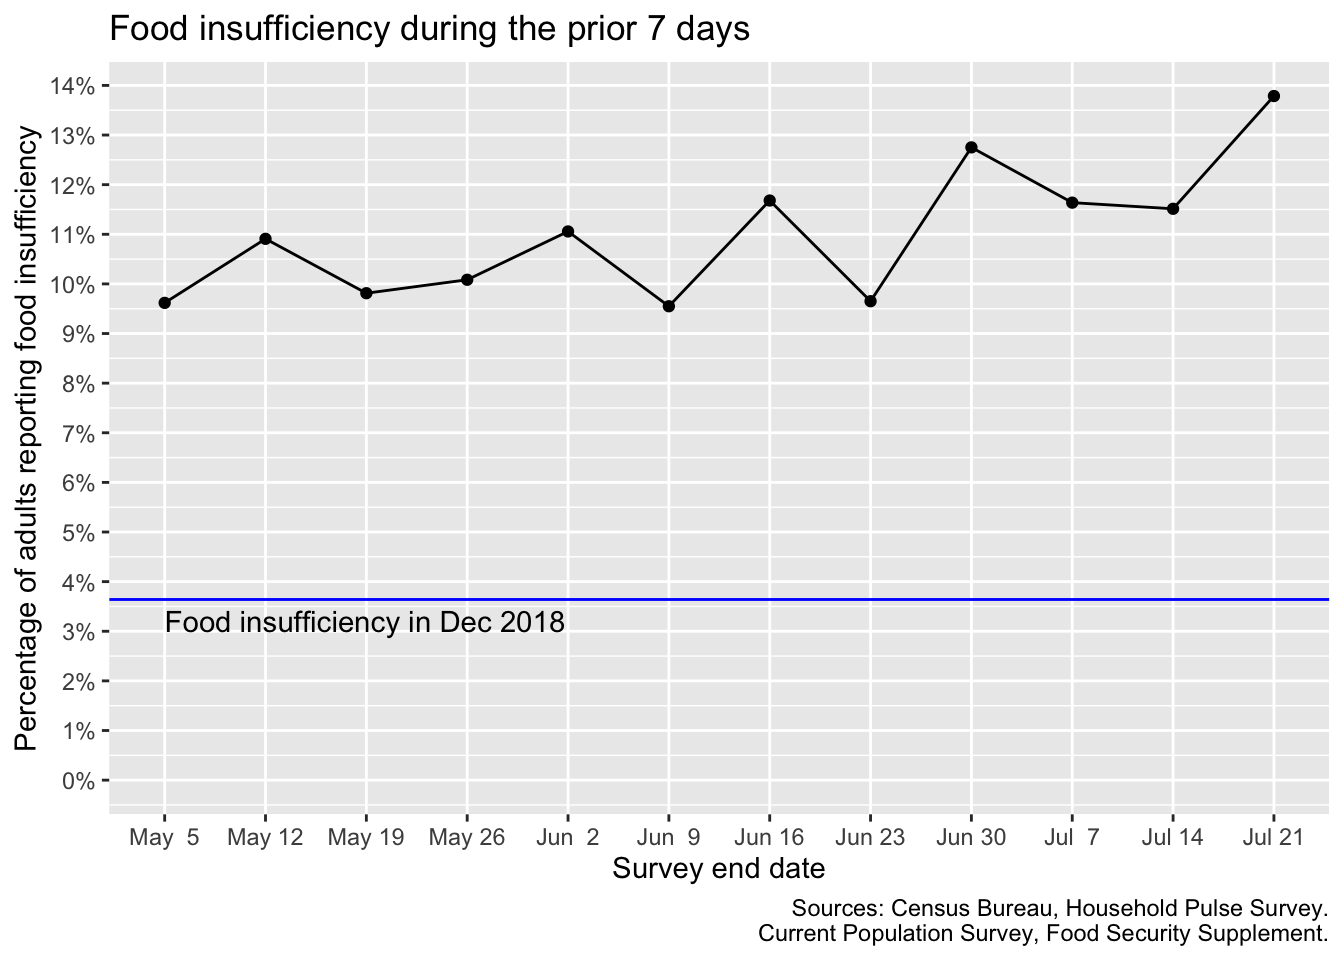 Food insufficiency during the prior 7 days
Percentage of adults reporting food insufficiency
14%
13%
12%
11%
10%
9%
8%
7%
6%
5%
4%
3%
2%
1%
0%
Food insufficiency in Dec 2018
May 5 May 12 May 19 May 26 Jun 2 Jun 9 Jun 16 Jun 23 Jun 30 Jul 7 Jul 14 Jul 21
Survey end date
Sources: Census Bureau, Household Pulse Survey.
Current Population Survey, Food Security Supplement.